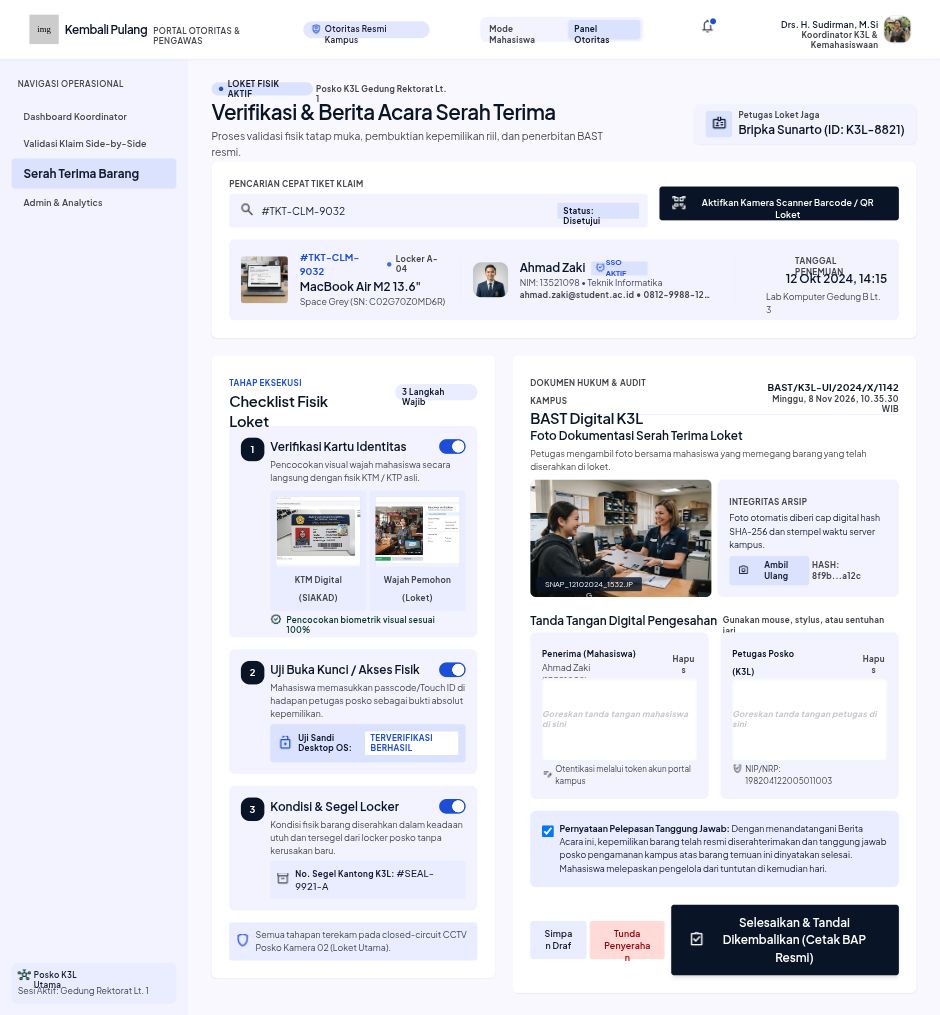 img
Kembali Pulang
PORTAL OTORITAS &
PENGAWAS
Otoritas Resmi
Kampus
Mode
Mahasiswa
Panel
Otoritas
Drs. H. Sudirman, M.Si
Koordinator K3L &
Kemahasiswaan
NAVIGASI OPERASIONAL
Dashboard Koordinator
Validasi Klaim Side-by-Side
Serah Terima Barang
Admin & Analytics
Posko K3L
Utama
Sesi Aktif: Gedung Rektorat Lt. 1
LOKET FISIK
AKTIF
Posko K3L Gedung Rektorat Lt.
1
Verifikasi & Berita Acara Serah Terima
Proses validasi fisik tatap muka, pembuktian kepemilikan riil, dan penerbitan BAST
resmi.
Petugas Loket Jaga
Bripka Sunarto (ID: K3L-8821)
PENCARIAN CEPAT TIKET KLAIM
#TKT-CLM-9032
Status:
Disetujui
Aktifkan Kamera Scanner Barcode / QR
Loket
#TKT-CLM-
9032
Locker A-
04
MacBook Air M2 13.6"
Space Grey (SN: C02G70Z0MD6R)
Ahmad Zaki
SSO
AKTIF
NIM: 13521098 • Teknik Informatika
ahmad.zaki@student.ac.id • 0812-9988-12...
TANGGAL
PENEMUAN
12 Okt 2024, 14:15
Lab Komputer Gedung B Lt.
3
TAHAP EKSEKUSI
Checklist Fisik
Loket
3 Langkah
Wajib
1
Verifikasi Kartu Identitas
Pencocokan visual wajah mahasiswa secara
langsung dengan fisik KTM / KTP asli.
KTM Digital
(SIAKAD)
Wajah Pemohon
(Loket)
Pencocokan biometrik visual sesuai
100%
2
Uji Buka Kunci / Akses Fisik
Mahasiswa memasukkan passcode/Touch ID di
hadapan petugas posko sebagai bukti absolut
kepemilikan.
Uji Sandi
Desktop OS:
TERVERIFIKASI
BERHASIL
3
Kondisi & Segel Locker
Kondisi fisik barang diserahkan dalam keadaan
utuh dan tersegel dari locker posko tanpa
kerusakan baru.
No. Segel Kantong K3L: #SEAL-
9921-A
Semua tahapan terekam pada closed-circuit CCTV
Posko Kamera 02 (Loket Utama).
DOKUMEN HUKUM & AUDIT
KAMPUS
BAST Digital K3L
BAST/K3L-UI/2024/X/1142
Minggu, 8 Nov 2026, 10.35.30
WIB
Foto Dokumentasi Serah Terima Loket
Petugas mengambil foto bersama mahasiswa yang memegang barang yang telah
diserahkan di loket.
SNAP_12102024_1532.JP
G
INTEGRITAS ARSIP
Foto otomatis diberi cap digital hash
SHA-256 dan stempel waktu server
kampus.
Ambil
Ulang
HASH:
8f9b...a12c
Tanda Tangan Digital Pengesahan
Gunakan mouse, stylus, atau sentuhan
jari
Penerima (Mahasiswa)
Ahmad Zaki
Hapu
s
Goreskan tanda tangan mahasiswa
di sini
Otentikasi melalui token akun portal
kampus
Petugas Posko
(K3L)
Hapu
s
Goreskan tanda tangan petugas di
sini
NIP/NRP:
198204122005011003
Pernyataan Pelepasan Tanggung Jawab: Dengan menandatangani Berita
Acara ini, kepemilikan barang telah resmi diserahterimakan dan tanggung jawab
posko pengamanan kampus atas barang temuan ini dinyatakan selesai.
Mahasiswa melepaskan pengelola dari tuntutan di kemudian hari.
Simpa
n Draf
Tunda
Penyeraha
n
Selesaikan & Tandai
Dikembalikan (Cetak BAP
Resmi)